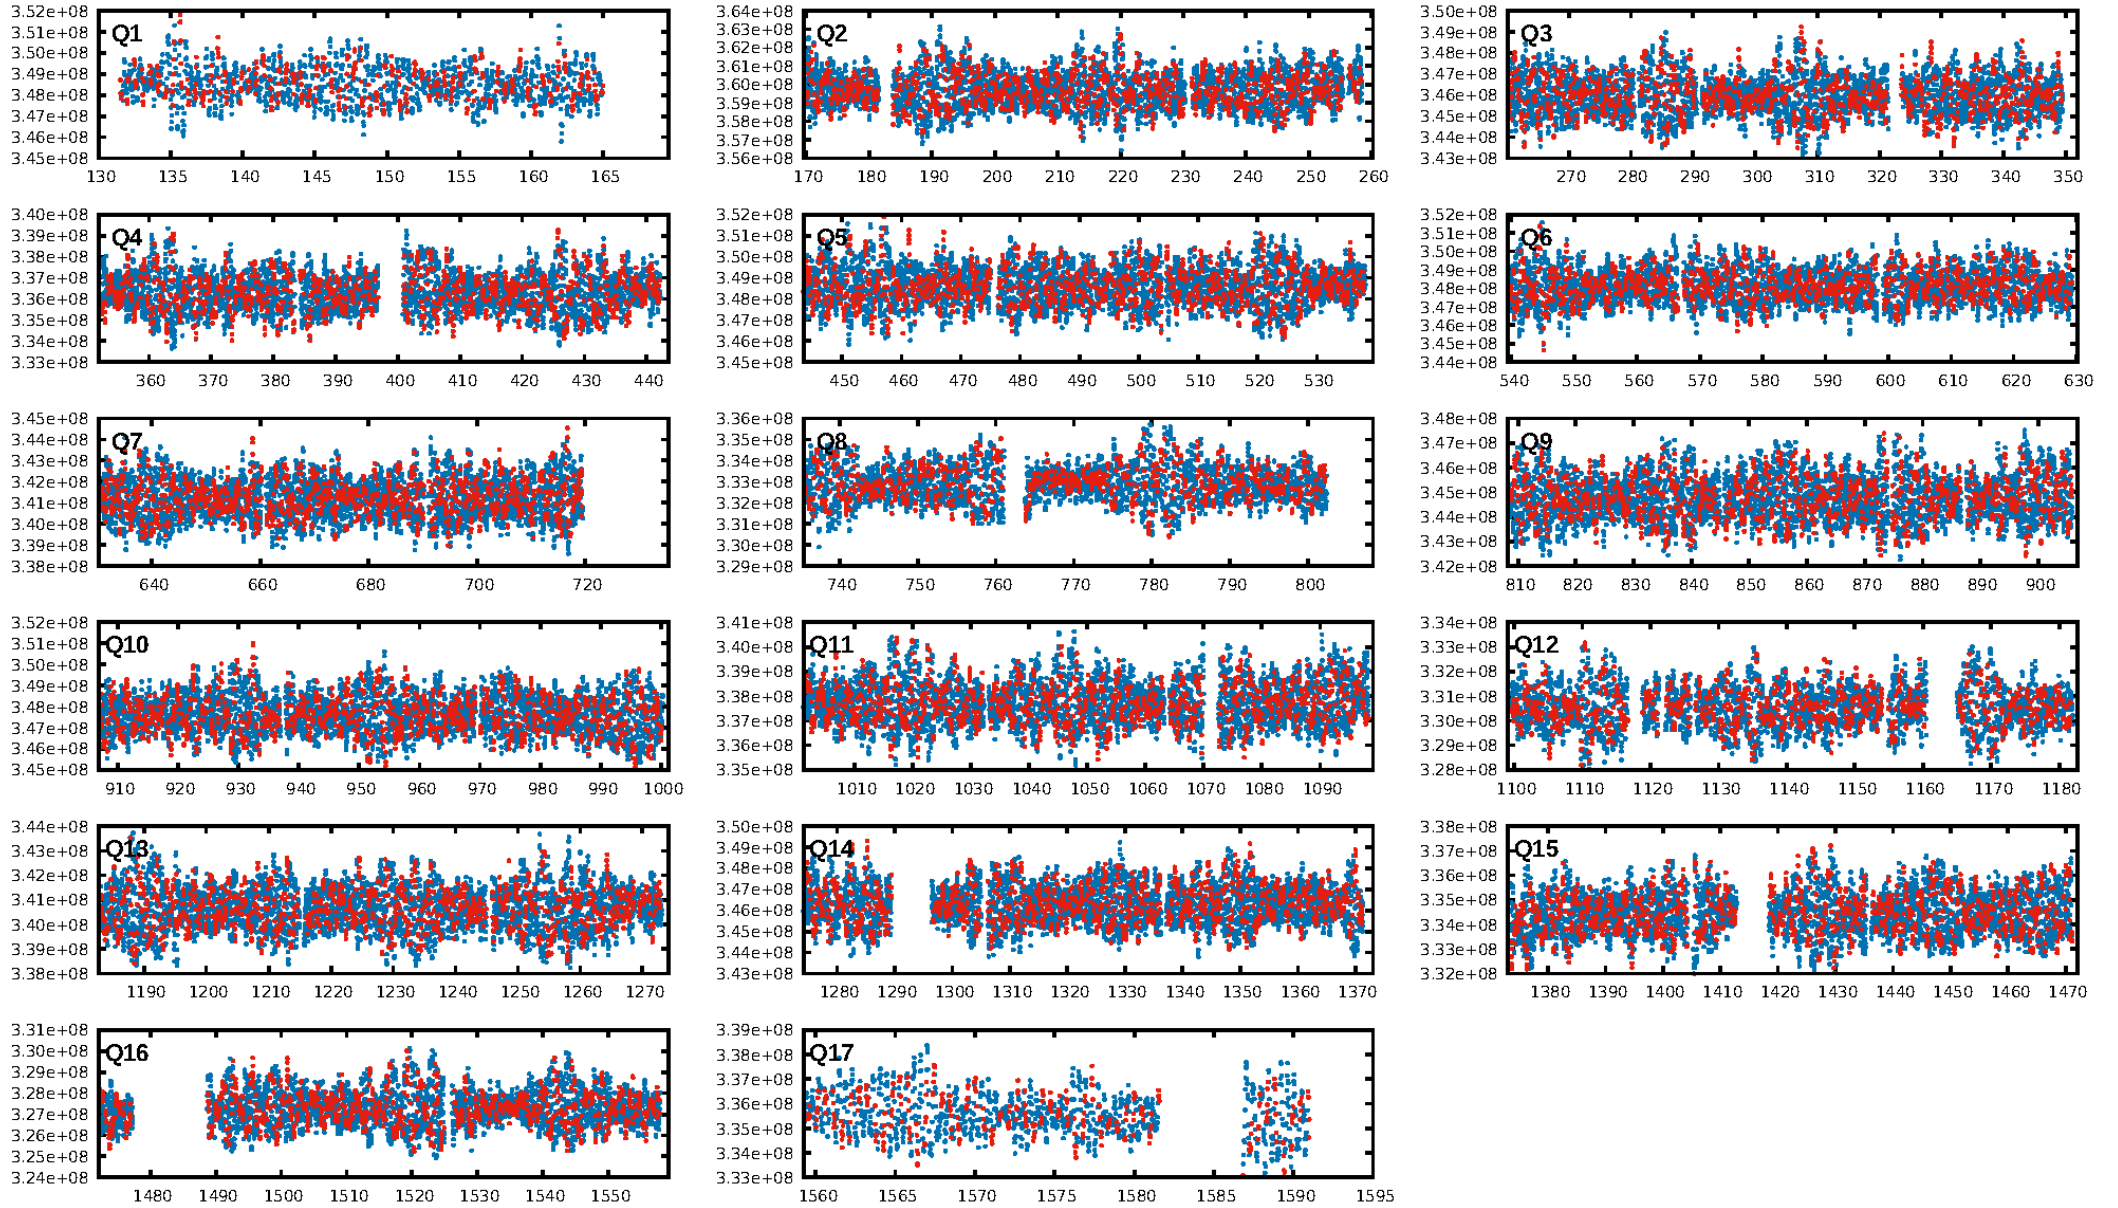 3.52e+08
3.51e+08
3.50e+08
3.49e+08
3.48e+08
3.47e+08
3.46e+08
3.45e+08
Q1
130 135 140 145 150 155 160 165
3.64e+08
3.63e+08
3.62e+08
3.61e+08
3.60e+08
3.59e+08
3.58e+08
3.57e+08
3.56e+08
Q2
170 180 190 200 210 220 230 240 250 260
3.50e+08
3.49e+08
3.48e+08
3.47e+08
3.46e+08
3.45e+08
3.44e+08
3.43e+08
Q3
270 280 290 300 310 320 330 340 350
3.40e+08
3.39e+08
3.38e+08
3.37e+08
3.36e+08
3.35e+08
3.34e+08
3.33e+08
Q4
360 370 380 390 400 410 420 430 440
3.52e+08
3.51e+08
3.50e+08
3.49e+08
3.48e+08
3.47e+08
3.46e+08
3.45e+08
Q5
450 460 470 480 490 500 510 520 530
3.52e+08
3.51e+08
3.50e+08
3.49e+08
3.48e+08
3.47e+08
3.46e+08
3.45e+08
3.44e+08
Q6
540 550 560 570 580 590 600 610 620 630
3.45e+08
3.44e+08
3.43e+08
3.42e+08
3.41e+08
3.40e+08
3.39e+08
3.38e+08
Q7
640 660 680 700 720
3.36e+08
3.35e+08
3.34e+08
3.33e+08
3.32e+08
3.31e+08
3.30e+08
3.29e+08
Q8
740 750 760 770 780 790 800
3.48e+08
3.47e+08
3.46e+08
3.45e+08
3.44e+08
3.43e+08
3.42e+08
Q9
810 820 830 840 850 860 870 880 890 900
3.52e+08
3.51e+08
3.50e+08
3.49e+08
3.48e+08
3.47e+08
3.46e+08
3.45e+08
Q10
910 920 930 940 950 960 970 980 990 1000
3.41e+08
3.40e+08
3.39e+08
3.38e+08
3.37e+08
3.36e+08
3.35e+08
Q11
1010 1020 1030 1040 1050 1060 1070 1080 1090
3.34e+08
3.33e+08
3.32e+08
3.31e+08
3.30e+08
3.29e+08
3.28e+08
Q12
1100 1110 1120 1130 1140 1150 1160 1170 1180
3.44e+08
3.43e+08
3.42e+08
3.41e+08
3.40e+08
3.39e+08
3.38e+08
Q13
1190 1200 1210 1220 1230 1240 1250 1260 1270
3.50e+08
3.49e+08
3.48e+08
3.47e+08
3.46e+08
3.45e+08
3.44e+08
3.43e+08
Q14
1280 1290 1300 1310 1320 1330 1340 1350 1360 1370
3.38e+08
3.37e+08
3.36e+08
3.35e+08
3.34e+08
3.33e+08
3.32e+08
Q15
1380 1390 1400 1410 1420 1430 1440 1450 1460 1470
3.31e+08
3.30e+08
3.29e+08
3.28e+08
3.27e+08
3.26e+08
3.25e+08
3.24e+08
Q16
1480 1490 1500 1510 1520 1530 1540 1550
3.39e+08
3.38e+08
3.37e+08
3.36e+08
3.35e+08
3.34e+08
3.33e+08
Q17
1560 1565 1570 1575 1580 1585 1590 1595